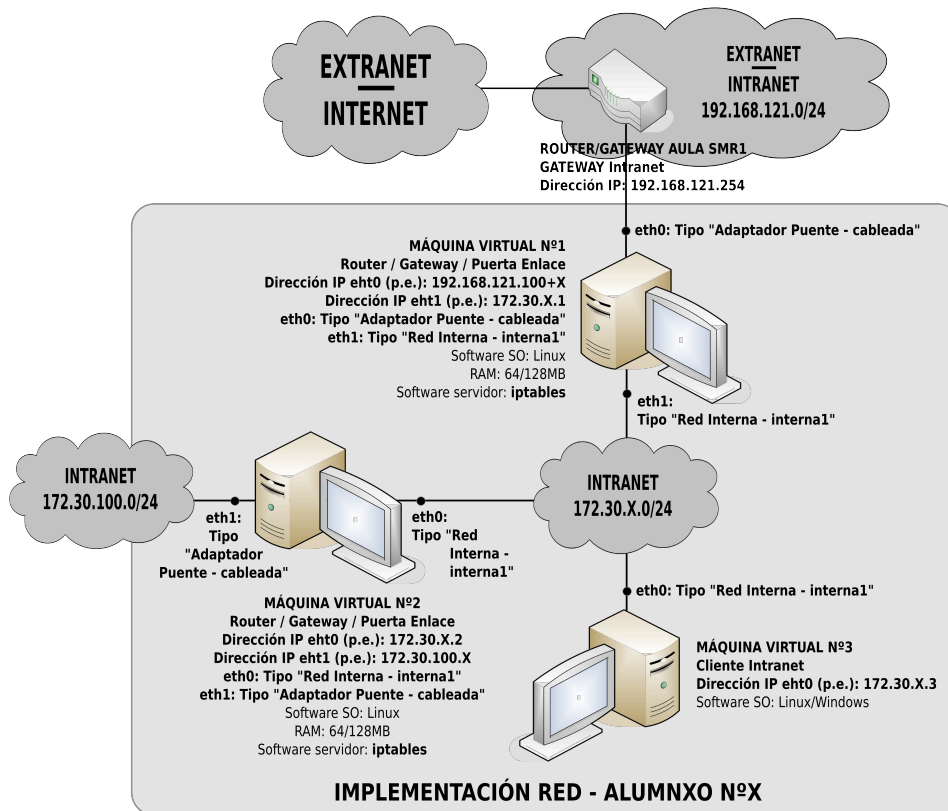 EXTRANET
INTERNET
EXTRANET
INTRANET
192.168.121.0/24
ROUTER/GATEWAY AULA SMR1
GATEWAY Intranet
Dirección IP: 192.168.121.254
eth0: Tipo "Adaptador Puente - cableada"
MÁQUINA VIRTUAL Nº1
Router / Gateway / Puerta Enlace
Dirección IP eht0 (p.e.): 192.168.121.100+X
Dirección IP eht1 (p.e.): 172.30.X.1
eth0: Tipo "Adaptador Puente - cableada"
eth1: Tipo "Red Interna - interna1"
Software SO: Linux
RAM: 64/128MB
Software servidor: iptables
eth1:
Tipo "Red Interna - interna1"
INTRANET
172.30.100.0/24
eth1:
Tipo
"Adaptador
Puente - cableada"
eth0:
Tipo "Red
Interna -
interna1"
INTRANET
172.30.X.0/24
eth0: Tipo "Red Interna - interna1"
MÁQUINA VIRTUAL Nº2
Router / Gateway / Puerta Enlace
Dirección IP eht0 (p.e.): 172.30.X.2
Dirección IP eht1 (p.e.): 172.30.100.X
eth0: Tipo "Red Interna - interna1"
eth1: Tipo "Adaptador Puente - cableada"
Software SO: Linux
RAM: 64/128MB
Software servidor: iptables
MÁQUINA VIRTUAL Nº3
Cliente Intranet
Dirección IP eht0 (p.e.): 172.30.X.3
Software SO: Linux/Windows
IMPLEMENTACIÓN RED - ALUMNXO NºX